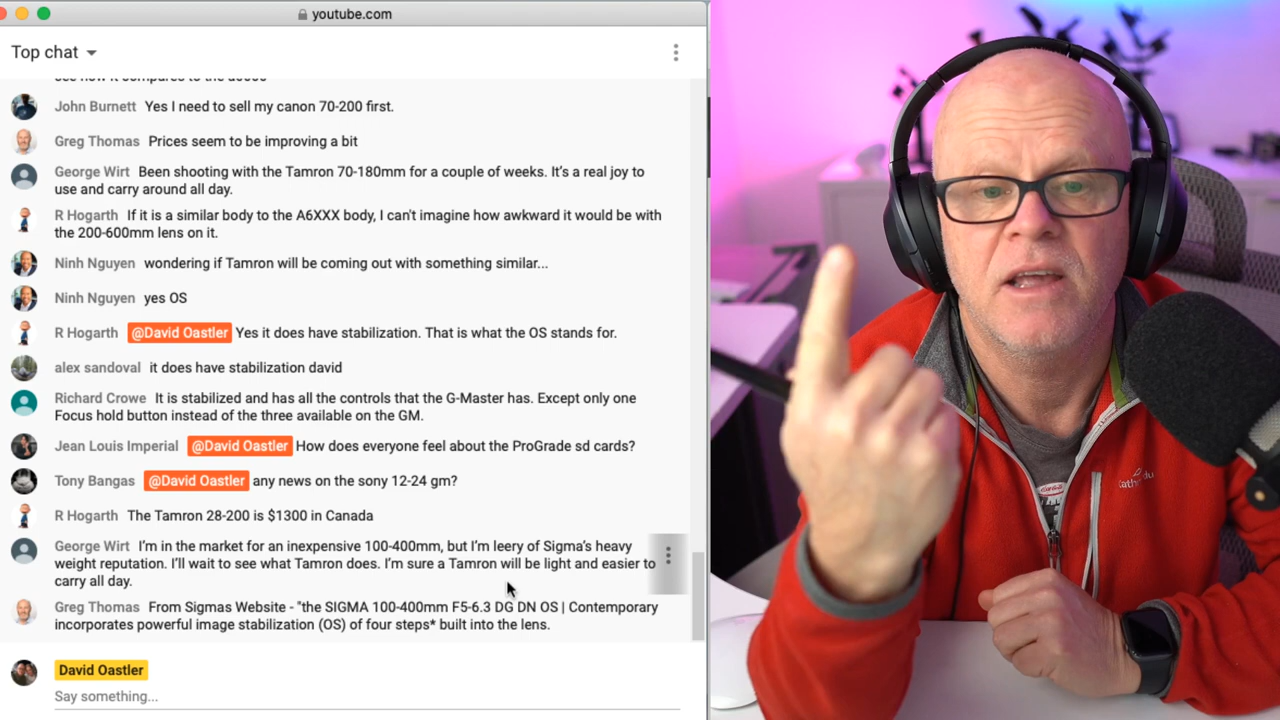 youtube.com
Top chat
see how it compares to the a6600
John Burnett Yes I need to sell my canon 70-200 first.
Greg Thomas Prices seem to be improving a bit
George Wirt Been shooting with the Tamron 70-180mm for a couple of weeks. It's a real joy to
use and carry around all day.
R Hogarth If it is a similar body to the A6XXX body, I can't imagine how awkward it would be with
the 200-600mm lens on it.
Ninh Nguyen wondering if Tamron will be coming out with something similar...
Ninh Nguyen yes OS
R Hogarth @David Oastler Yes it does have stabilization. That is what the OS stands for.
alex sandoval it does have stabilization david
Richard Crowe It is stabilized and has all the controls that the G-Master has. Except only one
Focus hold button instead of the three available on the GM.
Jean Louis Imperial @David Oastler How does everyone feel about the ProGrade sd cards?
Tony Bangas @David Oastler any news on the sony 12-24 gm?
R Hogarth The Tamron 28-200 is $1300 in Canada
George Wirt I'm in the market for an inexpensive 100-400mm, but I'm leery of Sigma's heavy
weight reputation. I'll wait to see what Tamron does. I'm sure a Tamron will be light and easier to
carry all day.
Greg Thomas From Sigmas Website - "the SIGMA 100-400mm F5-6.3 DG DN OS | Contemporary
incorporates powerful image stabilization (OS) of four steps* built into the lens.
David Oastler
Say something...